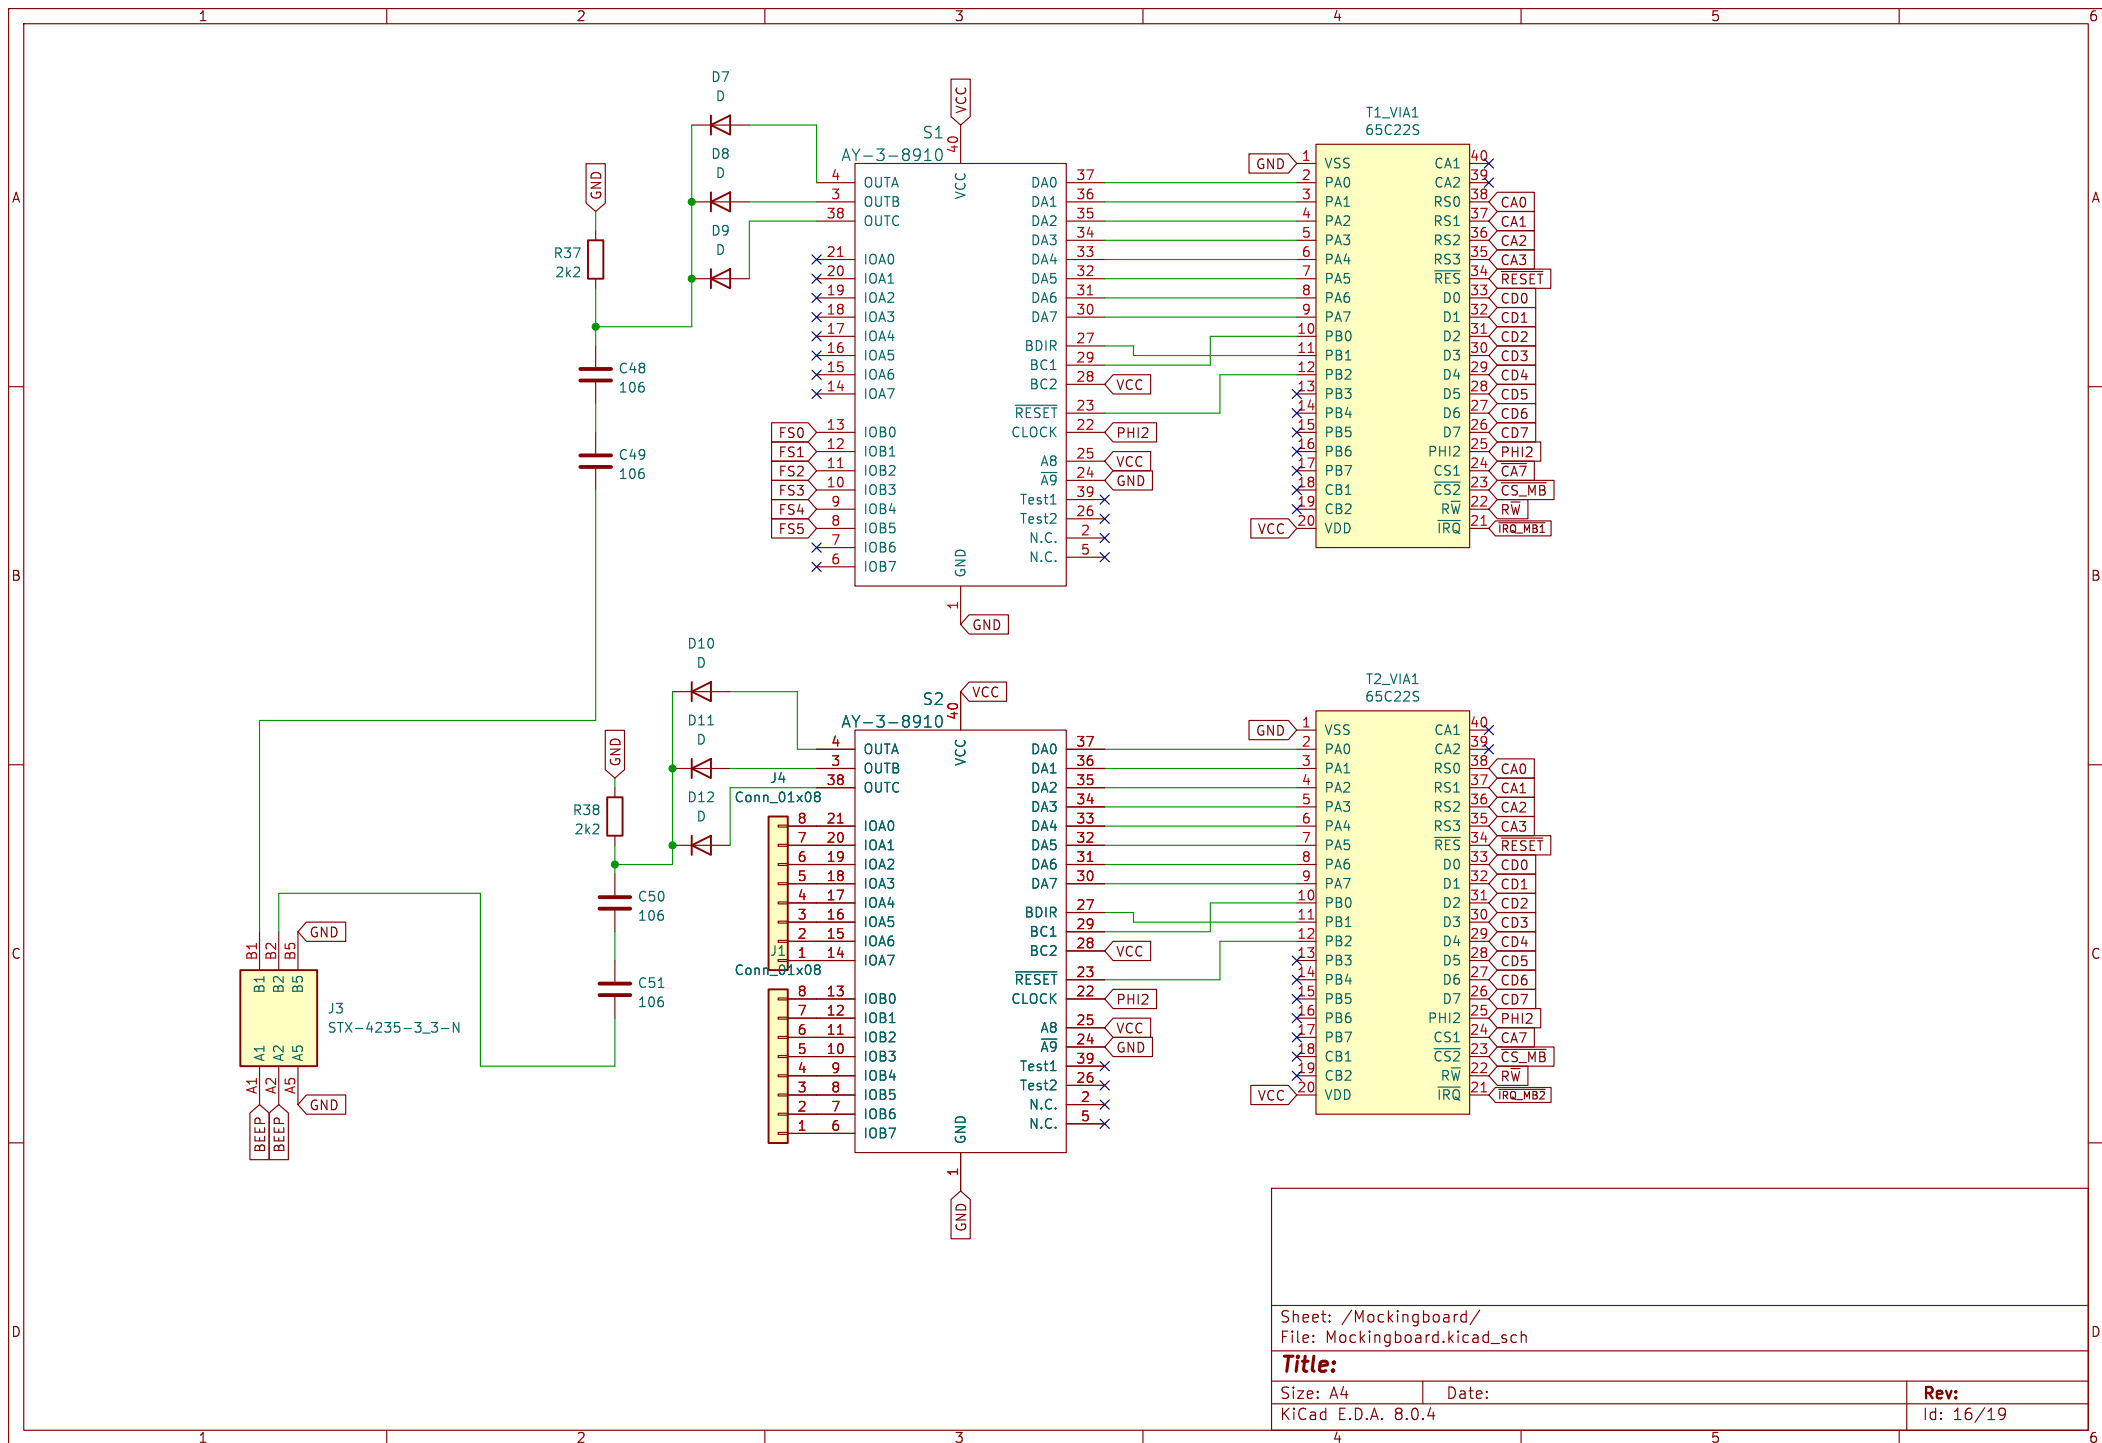 1 2 3 4 5 6
A
B
C
D
D7
D
D8
D
D9
D
GND
R37
2k2
C48
106
C49
106
VCC
40
S1
AY-3-8910
VCC
4 OUTA
3 OUTB
38 OUTC
21 IOA0
20 IOA1
19 IOA2
18 IOA3
17 IOA4
16 IOA5
15 IOA6
14 IOA7
FS0 13 IOB0
FS1 12 IOB1
FS2 11 IOB2
FS3 10 IOB3
FS4 9 IOB4
FS5 8 IOB5
7 IOB6
6 IOB7
DA0 37
DA1 36
DA2 35
DA3 34
DA4 33
DA5 32
DA6 31
DA7 30
BDIR 27
BC1 29
BC2 28 VCC
RESET 23
CLOCK 22 PHI2
A8 25 VCC
A9 24 GND
Test1 39
Test2 26
N.C. 2
N.C. 5
GND
1
GND
T1_VIA1
65C22S
GND 1 VSS
2 PA0
3 PA1
4 PA2
5 PA3
6 PA4
7 PA5
8 PA6
9 PA7
10 PB0
11 PB1
12 PB2
13 PB3
14 PB4
15 PB5
16 PB6
17 PB7
18 CB1
19 CB2
VCC 20 VDD
CA1 40
CA2 39
RS0 38 CA0
RS1 37 CA1
RS2 36 CA2
RS3 35 CA3
RES 34 RESET
D0 33 CD0
D1 32 CD1
D2 31 CD2
D3 30 CD3
D4 29 CD4
D5 28 CD5
D6 27 CD6
D7 26 CD7
PHI2 25 PHI2
CS1 24 CA7
CS2 23 CS_MB
RW 22 RW
IRQ 21 IRQ_MB1
D10
D
D11
D
D12
D
GND
R38
2k2
C50
106
C51
106
VCC
40
S2
AY-3-8910
VCC
4 OUTA
3 OUTB
38 OUTC
J4
Conn_01x08
8 21 IOA0
7 20 IOA1
6 19 IOA2
5 18 IOA3
4 17 IOA4
3 16 IOA5
2 15 IOA6
1 14 IOA7
J1
Conn_01x08
8 13 IOB0
7 12 IOB1
6 11 IOB2
5 10 IOB3
4 9 IOB4
3 8 IOB5
2 7 IOB6
1 6 IOB7
DA0 37
DA1 36
DA2 35
DA3 34
DA4 33
DA5 32
DA6 31
DA7 30
BDIR 27
BC1 29
BC2 28 VCC
RESET 23
CLOCK 22 PHI2
A8 25 VCC
A9 24 GND
Test1 39
Test2 26
N.C. 2
N.C. 5
GND
1
GND
T2_VIA1
65C22S
GND 1 VSS
2 PA0
3 PA1
4 PA2
5 PA3
6 PA4
7 PA5
8 PA6
9 PA7
10 PB0
11 PB1
12 PB2
13 PB3
14 PB4
15 PB5
16 PB6
17 PB7
18 CB1
19 CB2
VCC 20 VDD
CA1 40
CA2 39
RS0 38 CA0
RS1 37 CA1
RS2 36 CA2
RS3 35 CA3
RES 34 RESET
D0 33 CD0
D1 32 CD1
D2 31 CD2
D3 30 CD3
D4 29 CD4
D5 28 CD5
D6 27 CD6
D7 26 CD7
PHI2 25 PHI2
CS1 24 CA7
CS2 23 CS_MB
RW 22 RW
IRQ 21 IRQ_MB2
GND
B1 B2 B5
B1 B2 B5
J3
STX-4235-3_3-N
A1 A2 A5
A1 A2 A5
GND
BEEP
BEEP
Sheet: /Mockingboard/
File: Mockingboard.kicad_sch
Title:
Size: A4 Date: Rev:
KiCad E.D.A. 8.0.4 Id: 16/19
A
B
C
D
1 2 3 4 5 6